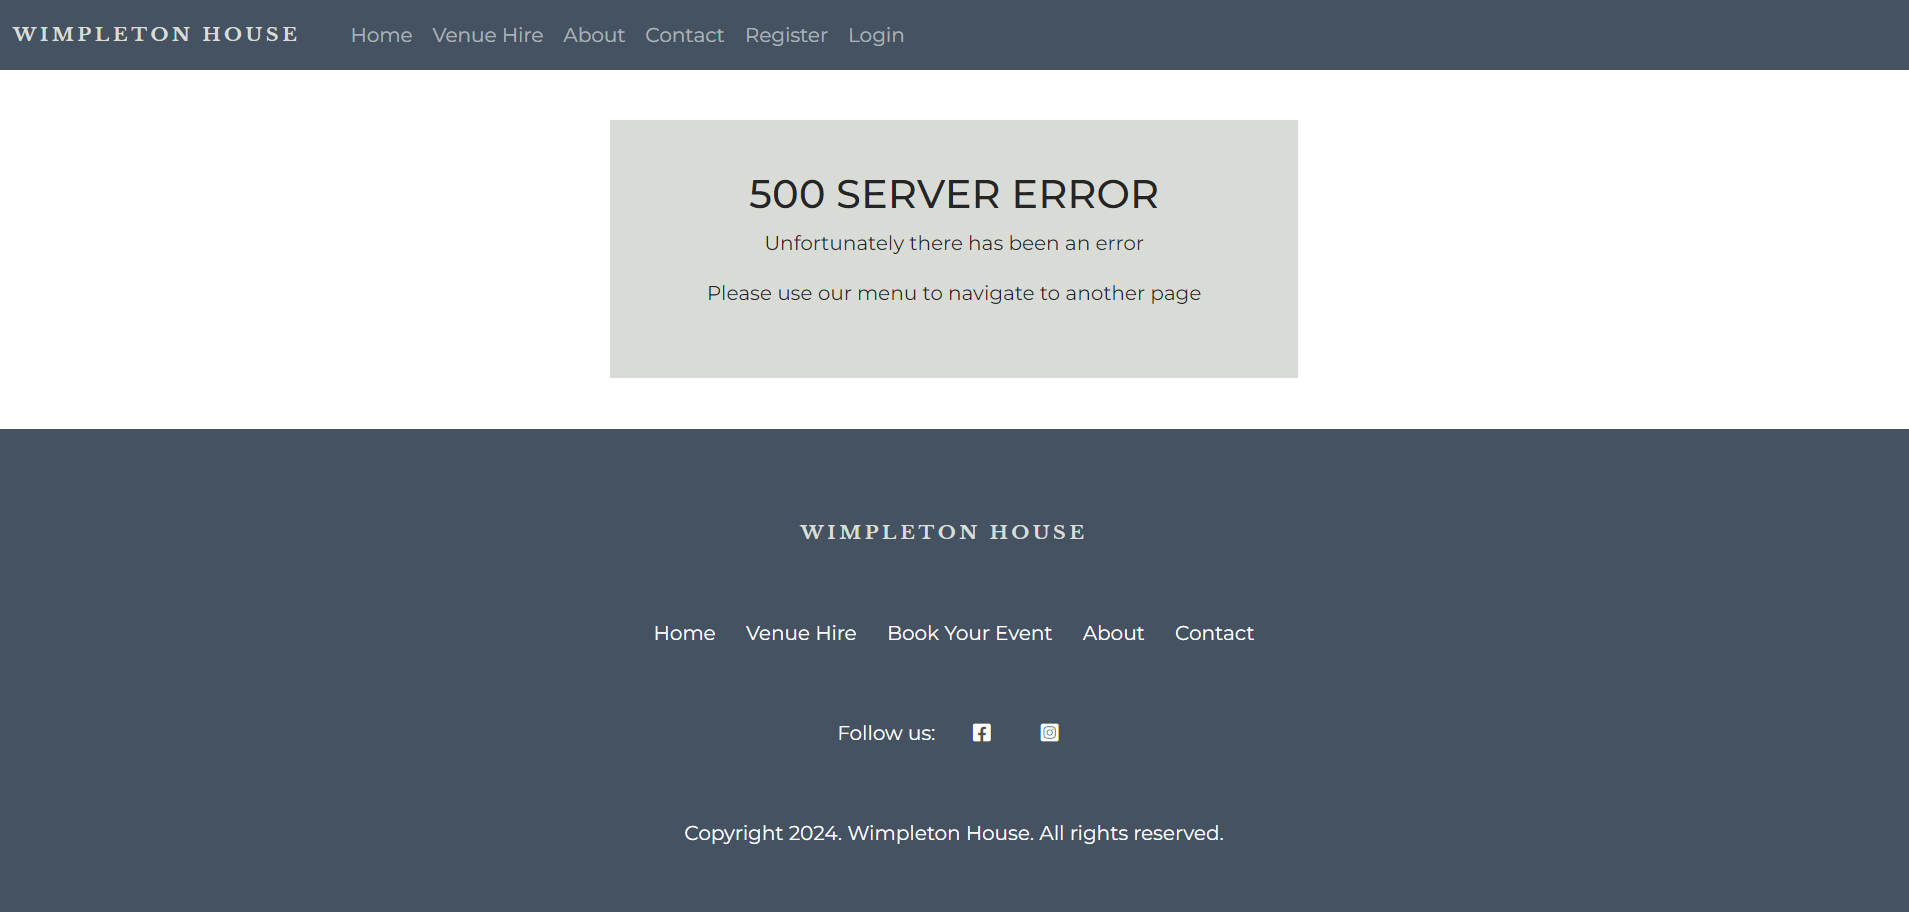 WIMPLETON HOUSE Home Venue Hire About Contact Register Login
500 SERVER ERROR
Unfortunately there has been an error
Please use our menu to navigate to another page
WIMPLETON HOUSE
Home Venue Hire Book Your Event About Contact
Follow us:
Copyright 2024. Wimpleton House. All rights reserved.